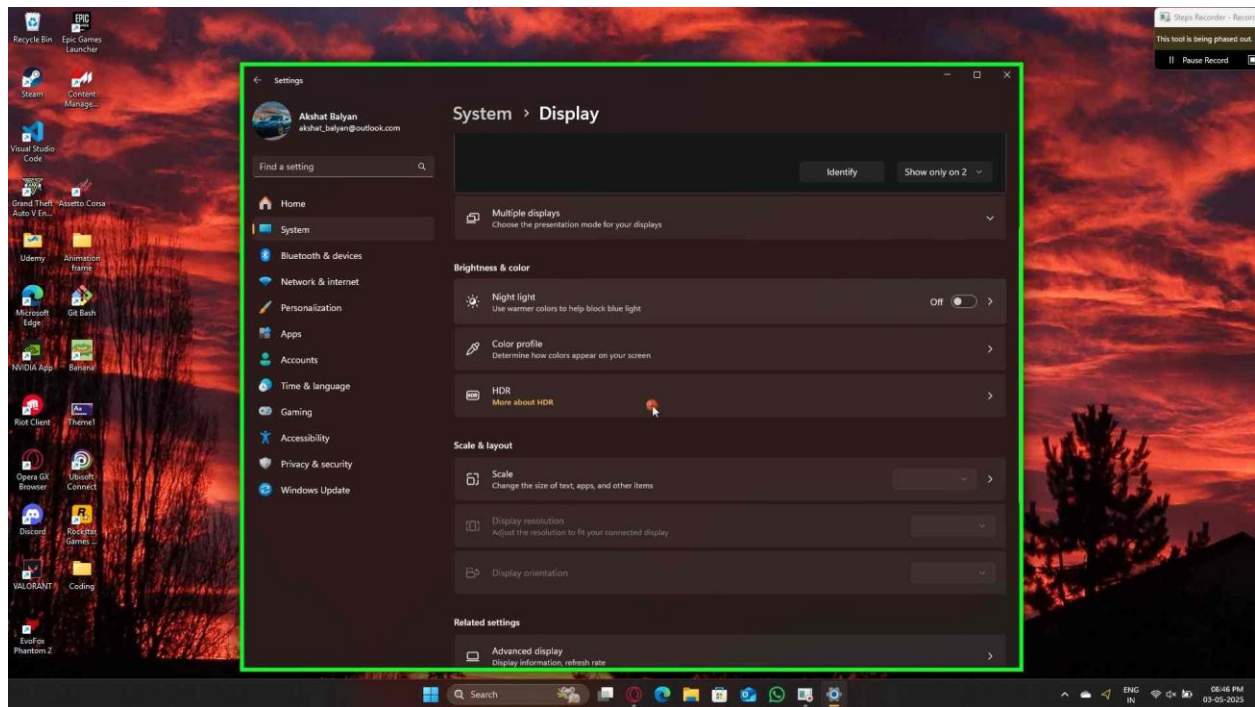 Recycle Bin
Epic Games
Launcher
EPIC
GAMES
Steam
Content
Manage...
Visual Studio
Code
Grand Theft
Auto V En...
Assetto Corsa
Udemy
Animation
frame
Microsoft
Edge
Git Bash
NVIDIA App
Banana
Riot Client
Theme1
Opera GX
Browser
Ubisoft
Connect
Discord
Rockstar
Games ...
VALORANT
Coding
EvoFox
Phantom 2
Steps Recorder - Recor
This tool is being phased out.
Pause Record
Settings
Akshat Balyan
akshat_balyan@outlook.com
Find a setting
Home
System
Bluetooth & devices
Network & internet
Personalization
Apps
Accounts
Time & language
Gaming
Accessibility
Privacy & security
Windows Update
System > Display
Identify
Show only on 2
Multiple displays
Choose the presentation mode for your displays
Brightness & color
Night light
Use warmer colors to help block blue light
Off
Color profile
Determine how colors appear on your screen
HDR
HDR
More about HDR
Scale & layout
Scale
Change the size of text, apps, and other items
Display resolution
Adjust the resolution to fit your connected display
Display orientation
Related settings
Advanced display
Display information, refresh rate
Search
ENG
IN
06:46 PM
03-05-2025